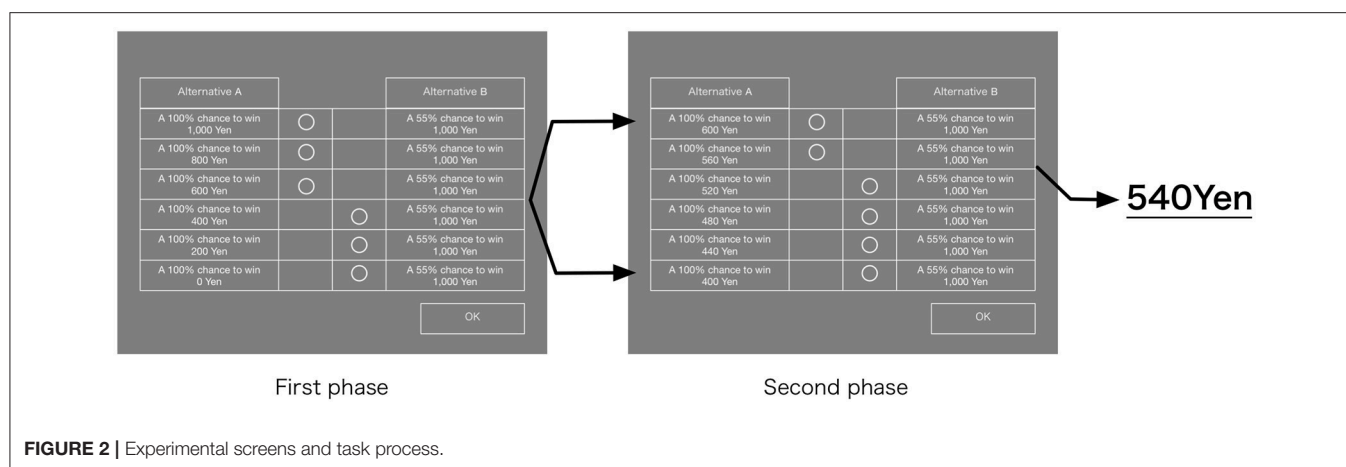 Alternative A
Alternative B
A 100% chance to win
1,000 Yen
A 55% chance to win
1,000 Yen
A 100% chance to win
800 Yen
A 55% chance to win
1,000 Yen
A 100% chance to win
600 Yen
A 55% chance to win
1,000 Yen
A 100% chance to win
400 Yen
A 55% chance to win
1,000 Yen
A 100% chance to win
200 Yen
A 55% chance to win
1,000 Yen
A 100% chance to win
0 Yen
A 55% chance to win
1,000 Yen
OK
First phase
Alternative A
Alternative B
A 100% chance to win
600 Yen
A 55% chance to win
1,000 Yen
A 100% chance to win
560 Yen
A 55% chance to win
1,000 Yen
A 100% chance to win
520 Yen
A 55% chance to win
1,000 Yen
A 100% chance to win
480 Yen
A 55% chance to win
1,000 Yen
A 100% chance to win
440 Yen
A 55% chance to win
1,000 Yen
A 100% chance to win
400 Yen
A 55% chance to win
1,000 Yen
OK
Second phase
540Yen
FIGURE 2 | Experimental screens and task process.